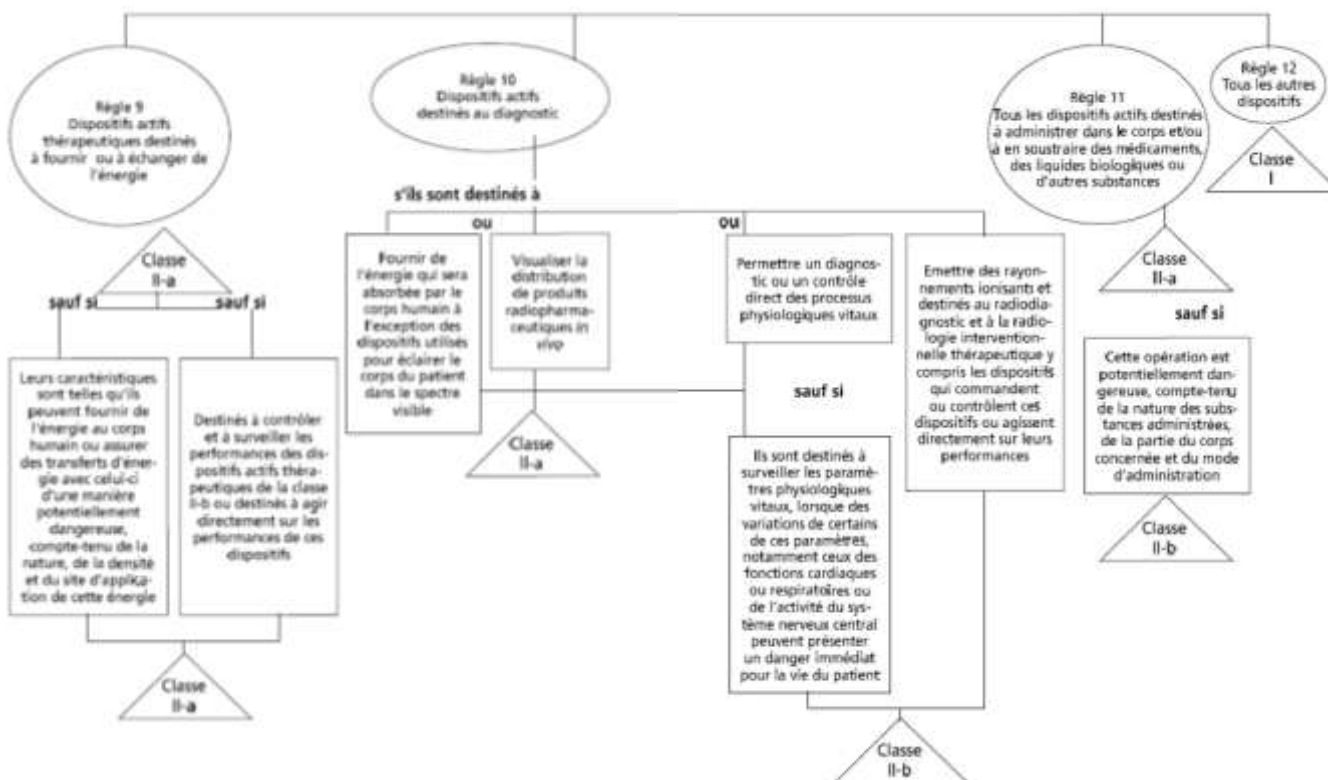 Règle 9
Dispositifs actifs
thérapeutiques destinés
à fournir ou à échanger de
l'énergie
Classe
II-a
sauf si
sauf si
Leurs caractéristiques
sont telles qu'ils
peuvent fournir de
l'énergie au corps
humain ou assurer
des transferts d'éner-
gie avec celui-ci
d'une manière
potentiellement
dangereuse,
compte-tenu de la
nature, de la densité
et du site d'applica-
tion de cette énergie
Destinés à contrôler
et à surveiller les
performances des dis-
positifs actifs théra-
peutiques de la classe
II-b ou destinés à agir
directement sur les
performances de ces
dispositifs
Classe
II-a
Règle 10
Dispositifs actifs
destinés au diagnostic
s'ils sont destinés à
ou
ou
Fournir de
l'énergie qui sera
absorbée par le
corps humain à
l'exception des
dispositifs utilisés
pour éclairer le
corps du patient
dans le spectre
visible
Visualiser la
distribution
de produits
radiopharma-
ceutiques in
vivo
Classe
II-a
Permettre un diagnos-
tic ou un contrôle
direct des processus
physiologiques vitaux
sauf si
Ils sont destinés à
surveiller les paramè-
tres physiologiques
vitaux, lorsque des
variations de certains
de ces paramètres,
notamment ceux des
fonctions cardiaques
ou respiratoires ou
de l'activité du sys-
tème nerveux central
peuvent présenter
un danger immédiat
pour la vie du patient
Emettre des rayon-
nements ionisants et
destinés au radiodia-
gnostic et à la radio-
logie intervention-
nelle thérapeutique y
compris les dispositifs
qui commandent
ou contrôlent ces
dispositifs ou agissent
directement sur leurs
performances
Classe
II-b
Règle 11
Tous les dispositifs actifs destinés
à administrer dans le corps et/ou
à en soustraire des médicaments,
des liquides biologiques ou
d'autres substances
Classe
II-a
sauf si
Cette opération est
potentiellement dan-
gereuse, compte-tenu
de la nature des subs-
tances administrées,
de la partie du corps
concernée et du mode
d'administration
Classe
II-b
Règle 12
Tous les autres
dispositifs
Classe
I